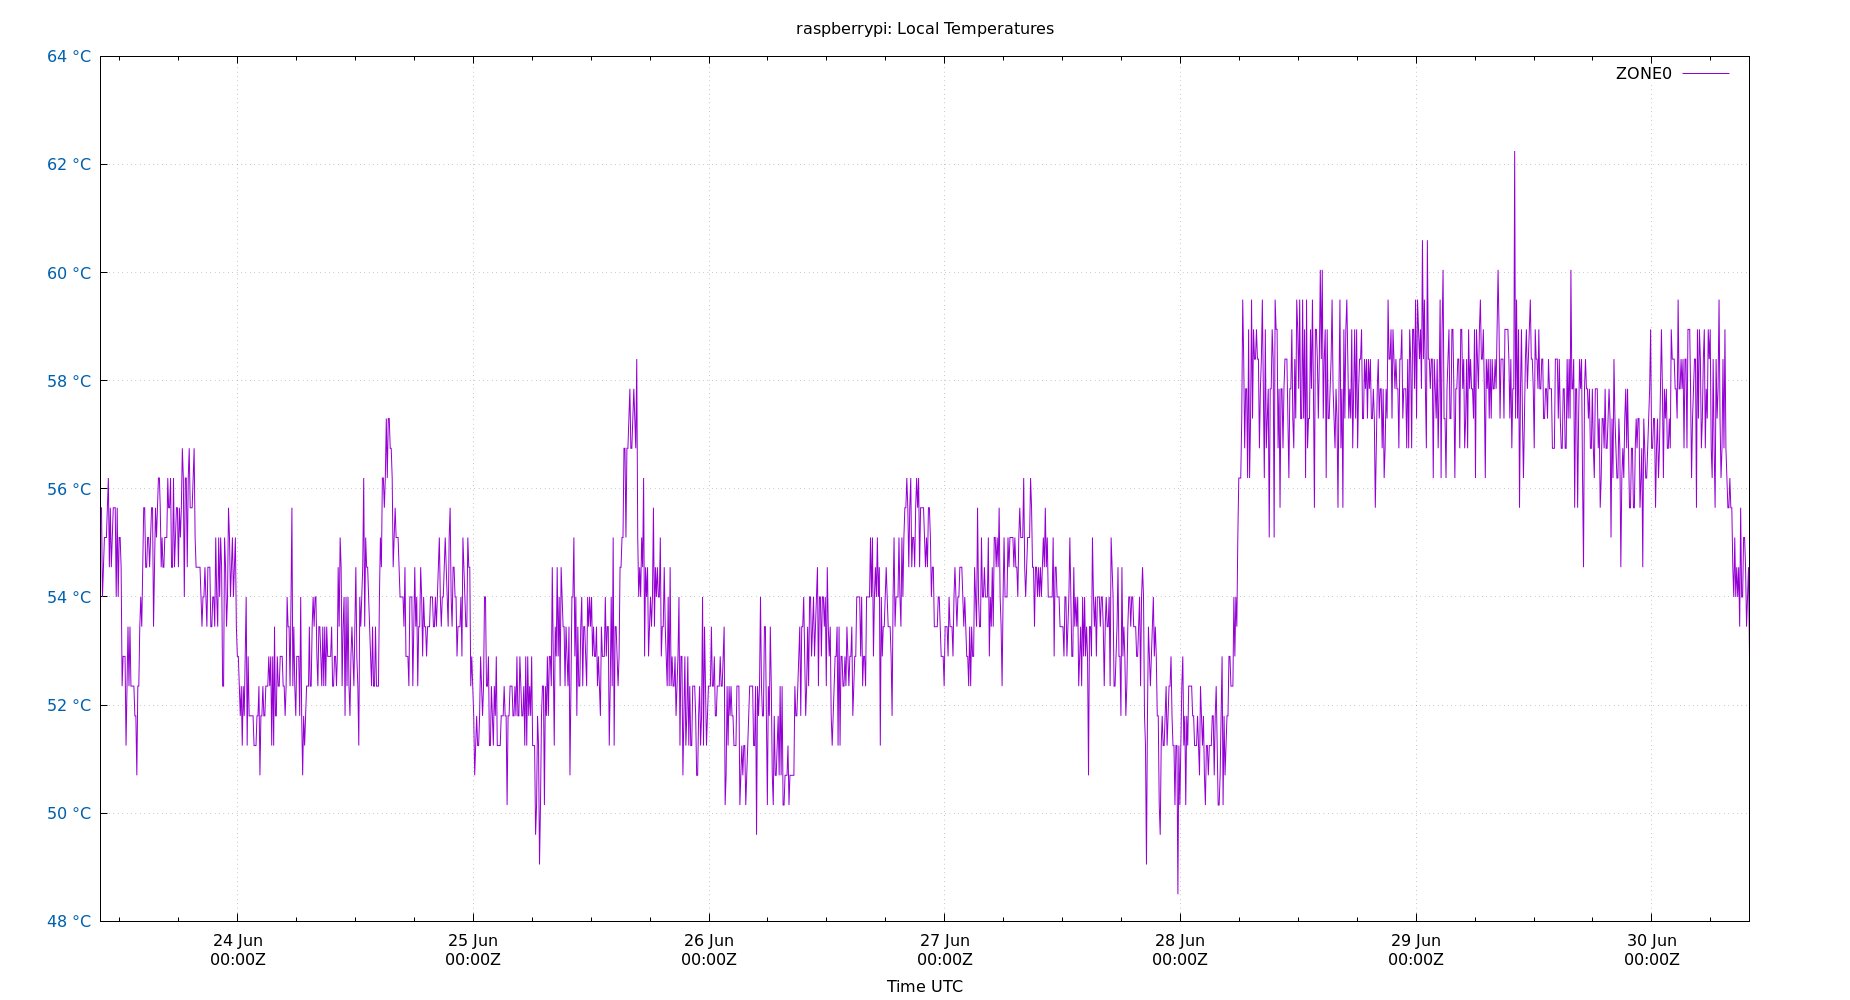 raspberrypi: Local Temperatures
64 °C
ZONE0
62 °C
60 °C
58 °C
56 °C
54 °C
52 °C
50 °C
48 °C
24 Jun 25 Jun 26 Jun 27 Jun 28 Jun 29 Jun 30 Jun
00:00Z 00:00Z 00:00Z 00:00Z 00:00Z 00:00Z 00:00Z
Time UTC